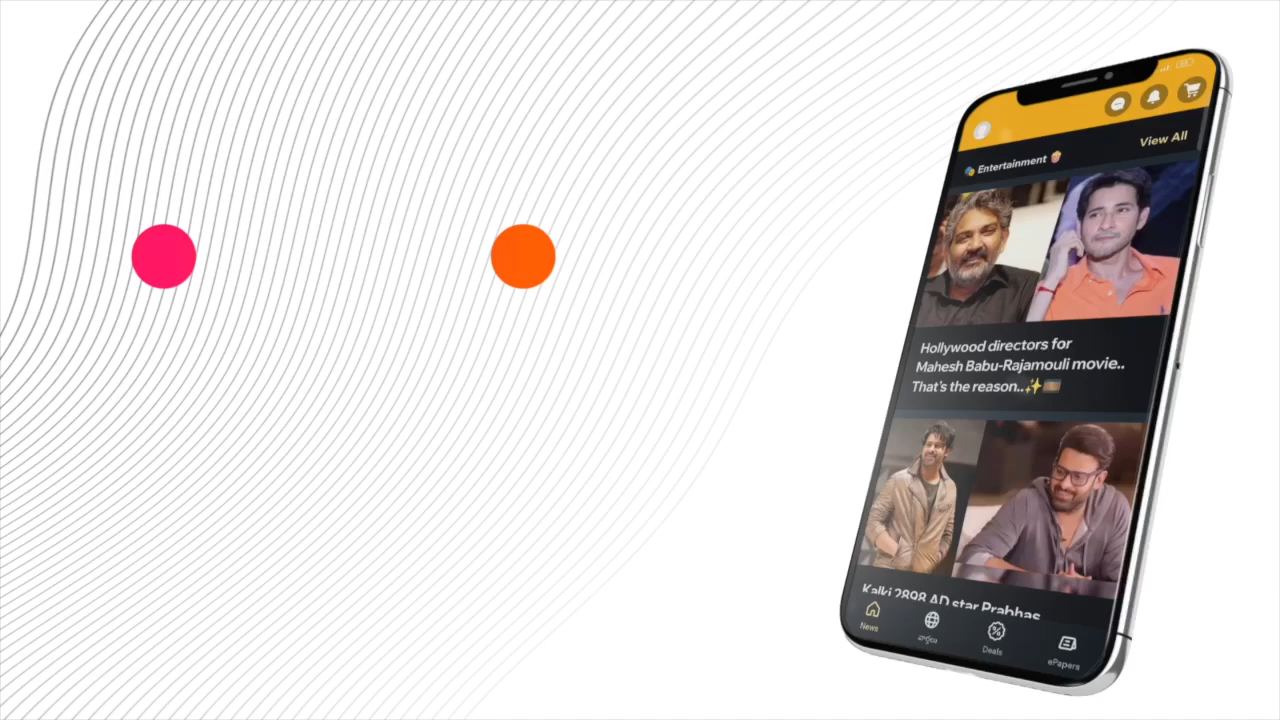 View All
🎭 Entertainment 🍿
Hollywood directors for
Mahesh Babu-Rajamouli movie..
That's the reason..✨🎞️
Kalki 2898 AD star Prabhas
News
Deals
ePapers